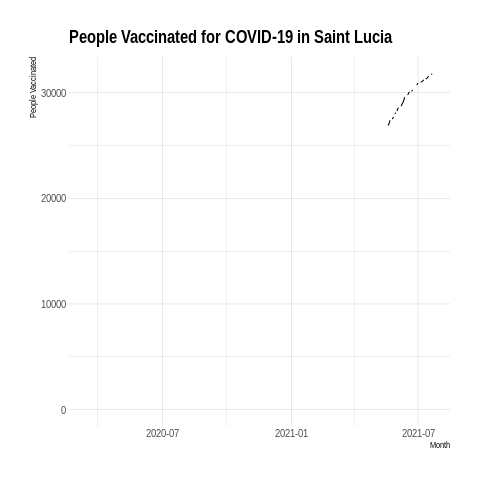 People Vaccinated for COVID-19 in Saint Lucia
People Vaccinated
30000
20000
10000
0
2020-07
2021-01
2021-07
Month